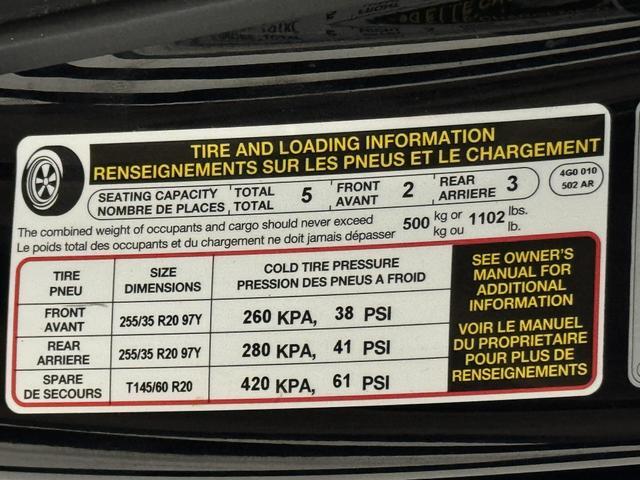 TIRE AND LOADING INFORMATION
RENSEIGNEMENTS SUR LES PNEUS ET LE CHARGEMENT
SEATING CAPACITY TOTAL 5 FRONT 2 REAR 3
NOMBRE DE PLACES TOTAL AVANT ARRIERE
4G0 010
502 AR
The combined weight of occupants and cargo should never exceed 500 kg or 1102 lbs.
Le poids total des occupants et du chargement ne doit jamais dépasser kg ou lb.
TIRE SIZE COLD TIRE PRESSURE
PNEU DIMENSIONS PRESSION DES PNEUS A FROID
FRONT
AVANT 255/35 R20 97Y 260 KPA, 38 PSI
REAR
ARRIERE 255/35 R20 97Y 280 KPA, 41 PSI
SPARE
DE SECOURS T145/60 R20 420 KPA, 61 PSI
SEE OWNER'S
MANUAL FOR
ADDITIONAL
INFORMATION
VOIR LE MANUEL
DU PROPRIETAIRE
POUR PLUS DE
RENSEIGNEMENTS